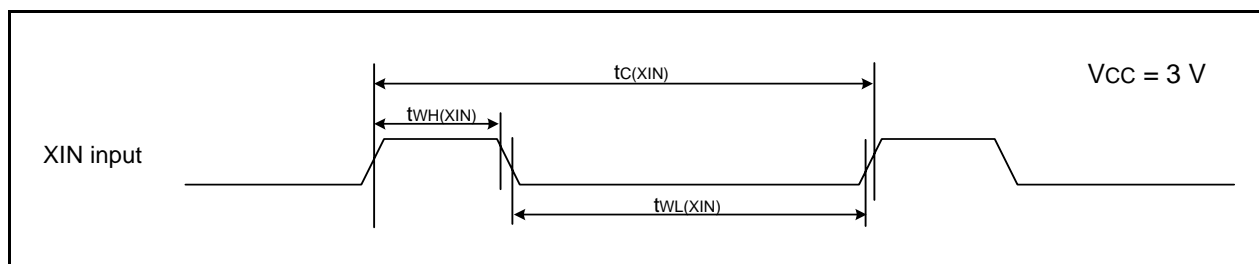 tC(XIN)
VCC = 3 V
tWH(XIN)
XIN input
tWL(XIN)